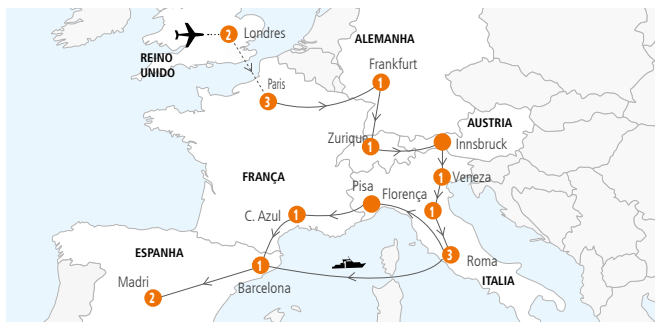 2
Londres
REINO
UNIDO
ALEMANHA
Frankfurt
1
Paris
3
AUSTRIA
Zurique
1
Innsbruck
1
Veneza
FRANÇA
Pisa
Florença
1
C. Azul
1
3
Roma
ITALIA
ESPANHA
Madri
2
1
Barcelona